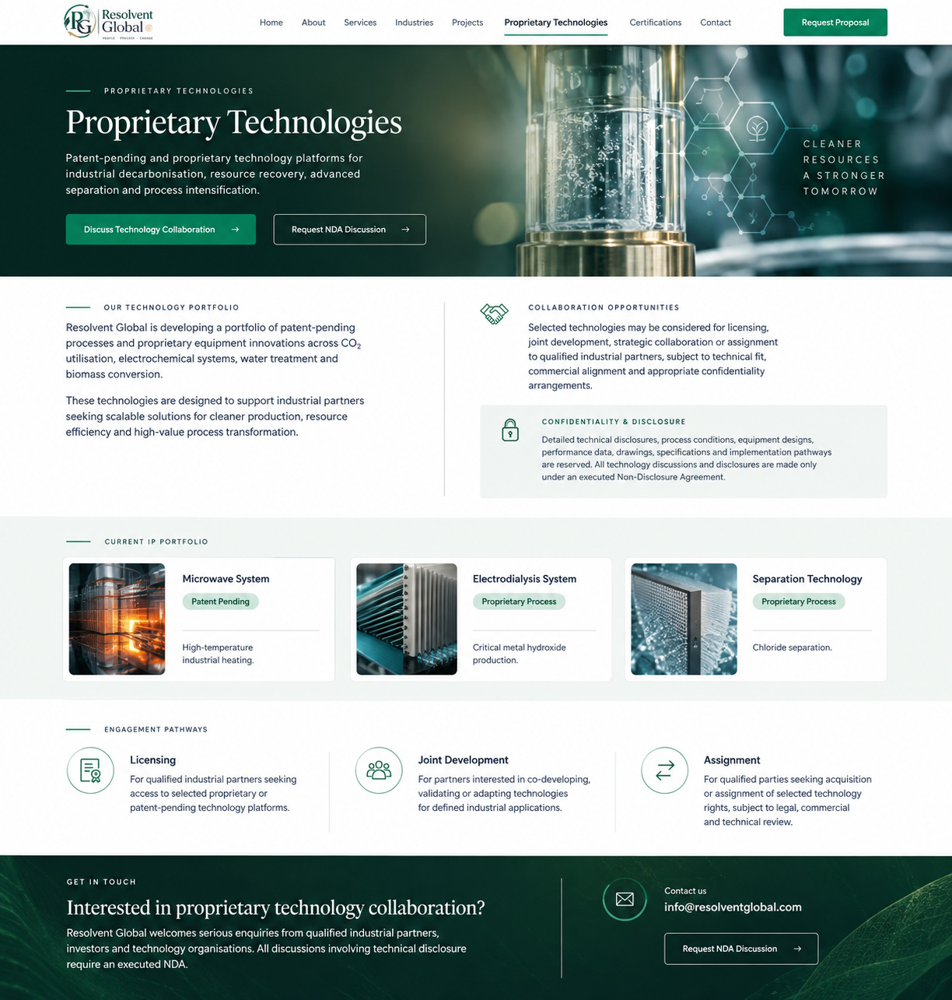 RG
Resolvent
Global
PEOPLE · PROCESS · CHANGE
Home
About
Services
Industries
Projects
Proprietary Technologies
Certifications
Contact
Request Proposal
PROPRIETARY TECHNOLOGIES
Proprietary Technologies
Patent-pending and proprietary technology platforms for
industrial decarbonisation, resource recovery, advanced
separation and process intensification.
Discuss Technology Collaboration →
Request NDA Discussion →
CLEANER
RESOURCES
A STRONGER
TOMORROW
OUR TECHNOLOGY PORTFOLIO
Resolvent Global is developing a portfolio of patent-pending
processes and proprietary equipment innovations across CO₂
utilisation, electrochemical systems, water treatment and
biomass conversion.
These technologies are designed to support industrial partners
seeking scalable solutions for cleaner production, resource
efficiency and high-value process transformation.
COLLABORATION OPPORTUNITIES
Selected technologies may be considered for licensing,
joint development, strategic collaboration or assignment
to qualified industrial partners, subject to technical fit,
commercial alignment and appropriate confidentiality
arrangements.
CONFIDENTIALITY & DISCLOSURE
Detailed technical disclosures, process conditions, equipment designs,
performance data, drawings, specifications and implementation pathways
are reserved. All technology discussions and disclosures are made only
under an executed Non-Disclosure Agreement.
CURRENT IP PORTFOLIO
Microwave System
Patent Pending
High-temperature
industrial heating.
Electrodialysis System
Proprietary Process
Critical metal hydroxide
production.
Separation Technology
Proprietary Process
Chloride separation.
ENGAGEMENT PATHWAYS
Licensing
For qualified industrial partners seeking
access to selected proprietary or
patent-pending technology platforms.
Joint Development
For partners interested in co-developing,
validating or adapting technologies
for defined industrial applications.
Assignment
For qualified parties seeking acquisition
or assignment of selected technology
rights, subject to legal, commercial
and technical review.
GET IN TOUCH
Interested in proprietary technology collaboration?
Resolvent Global welcomes serious enquiries from qualified industrial partners,
investors and technology organisations. All discussions involving technical disclosure
require an executed NDA.
Contact us
info@resolventglobal.com
Request NDA Discussion →